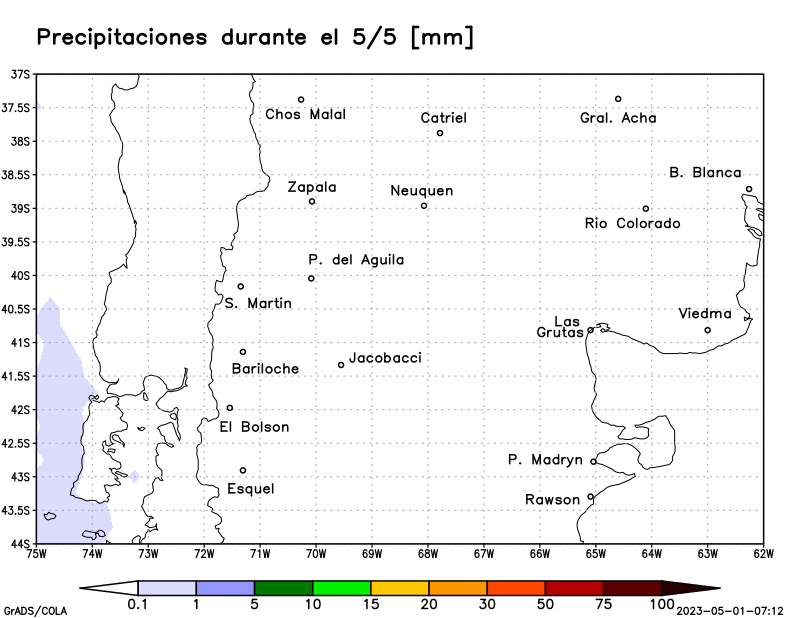 Precipitaciones durante el 5/5 [mm]
37S
37.5S
Chos Malal
Catriel
Gral. Acha
38S
38.5S
B. Blanca
Zapala
Neuquen
39S
Rio Colorado
39.5S
P. del Aguila
40S
S. Martin
40.5S
Viedma
Las
Grutas
41S
Jacobacci
Bariloche
41.5S
42S
El Bolson
42.5S
P. Madryn
43S
Esquel
Rawson
43.5S
44S
75W 74W 73W 72W 71W 70W 69W 68W 67W 66W 65W 64W 63W 62W
0.1 1 5 10 15 20 30 50 75 100
GrADS/COLA
2023-05-01-07:12